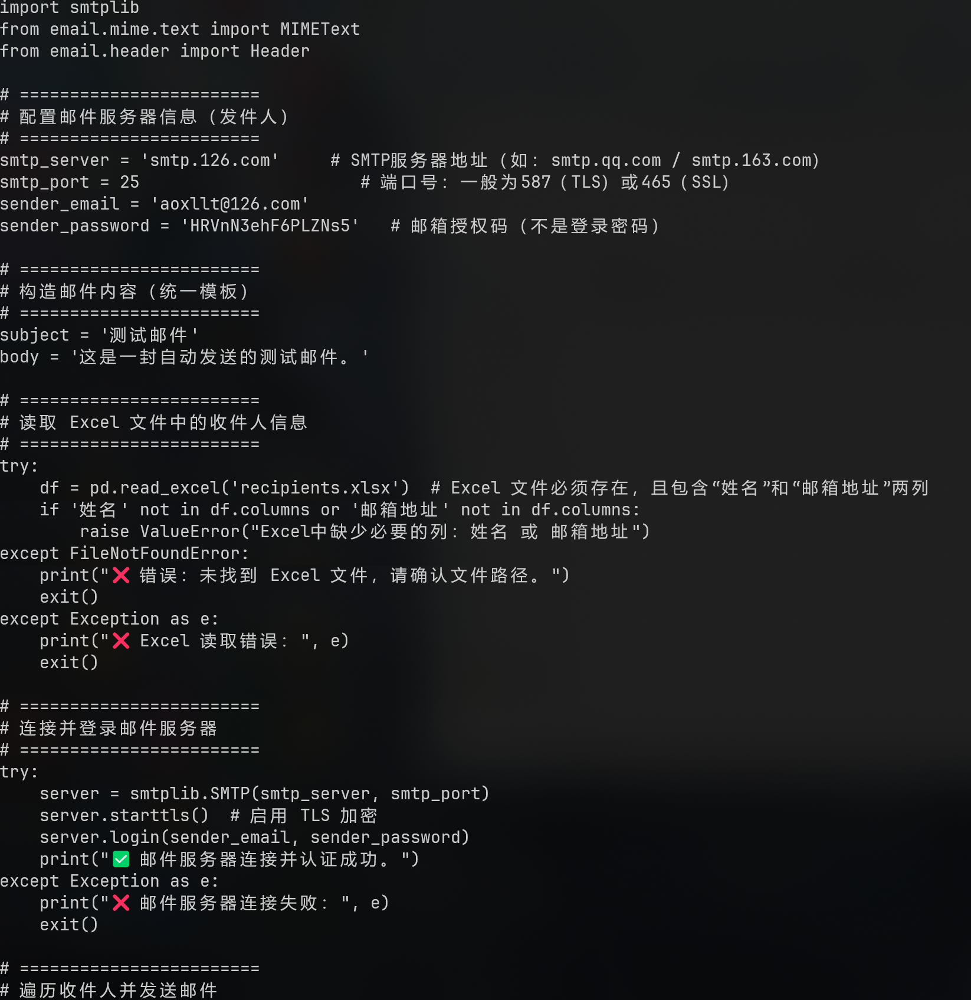 import smtplib
from email.mime.text import MIMEText
from email.header import Header
# ========================
# 配置邮件服务器信息（发件人）
# ========================
smtp_server = 'smtp.126.com'     # SMTP服务器地址（如：smtp.qq.com / smtp.163.com）
smtp_port = 25                      # 端口号：一般为587（TLS）或465（SSL）
sender_email = 'aoxllt@126.com'
sender_password = 'HRVnN3ehF6PLZNs5'   # 邮箱授权码（不是登录密码）
# ========================
# 构造邮件内容（统一模板）
# ========================
subject = '测试邮件'
body = '这是一封自动发送的测试邮件。'
# ========================
# 读取 Excel 文件中的收件人信息
# ========================
try:
    df = pd.read_excel('recipients.xlsx')  # Excel 文件必须存在，且包含“姓名”和“邮箱地址”两列
    if '姓名' not in df.columns or '邮箱地址' not in df.columns:
        raise ValueError("Excel中缺少必要的列：姓名 或 邮箱地址")
except FileNotFoundError:
    print("❌ 错误：未找到 Excel 文件，请确认文件路径。")
    exit()
except Exception as e:
    print("❌ Excel 读取错误：", e)
    exit()
# ========================
# 连接并登录邮件服务器
# ========================
try:
    server = smtplib.SMTP(smtp_server, smtp_port)
    server.starttls()  # 启用 TLS 加密
    server.login(sender_email, sender_password)
    print("✅ 邮件服务器连接并认证成功。")
except Exception as e:
    print("❌ 邮件服务器连接失败：", e)
    exit()
# ========================
# 遍历收件人并发送邮件